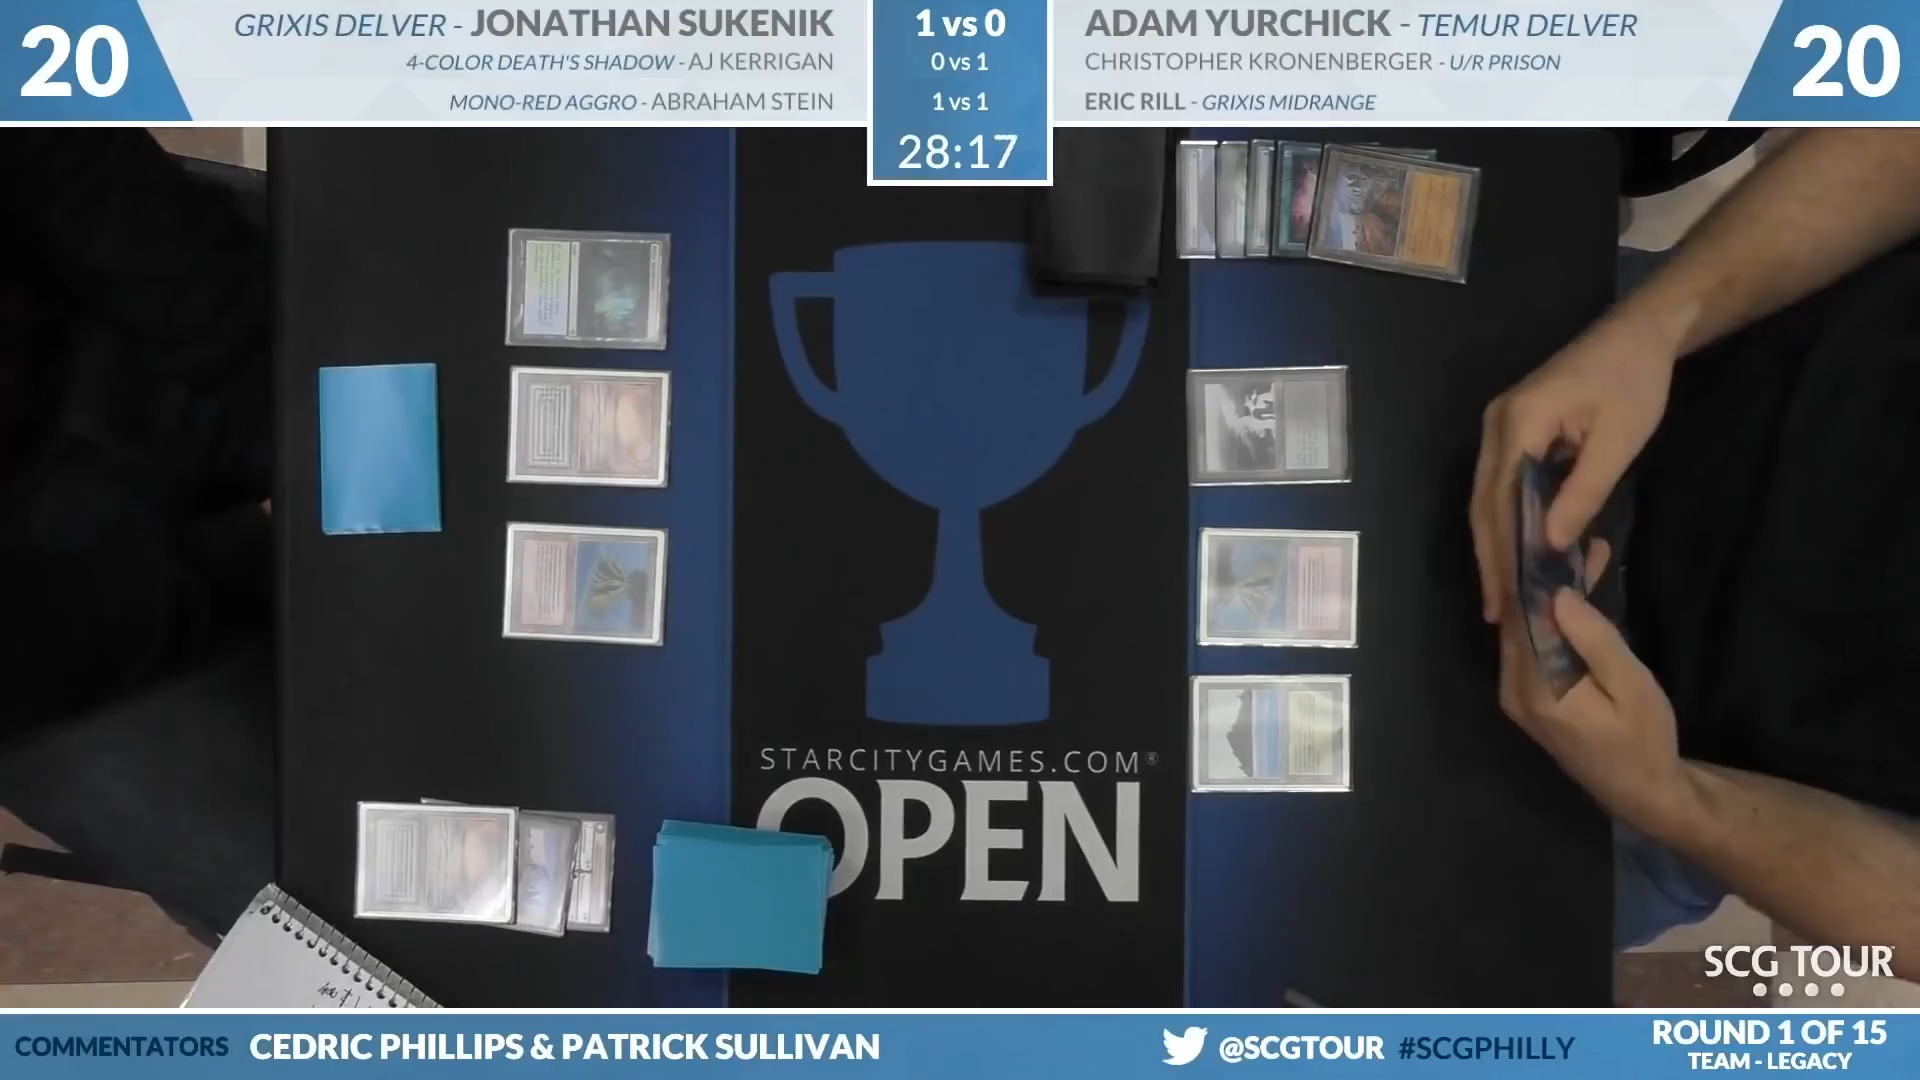 20
GRIXIS DELVER - JONATHAN SUKENIK
4-COLOR DEATH'S SHADOW - AJ KERRIGAN
MONO-RED AGGRO - ABRAHAM STEIN
1 vs 0
0 vs 1
1 vs 1
28:17
ADAM YURCHICK - TEMUR DELVER
CHRISTOPHER KRONENBERGER - U/R PRISON
ERIC RILL - GRIXIS MIDRANGE
20
STARCITYGAMES.COM®
OPEN
SCG TOUR
COMMENTATORS CEDRIC PHILLIPS & PATRICK SULLIVAN
@SCGTOUR #SCGPHILLY
ROUND 1 OF 15
TEAM - LEGACY